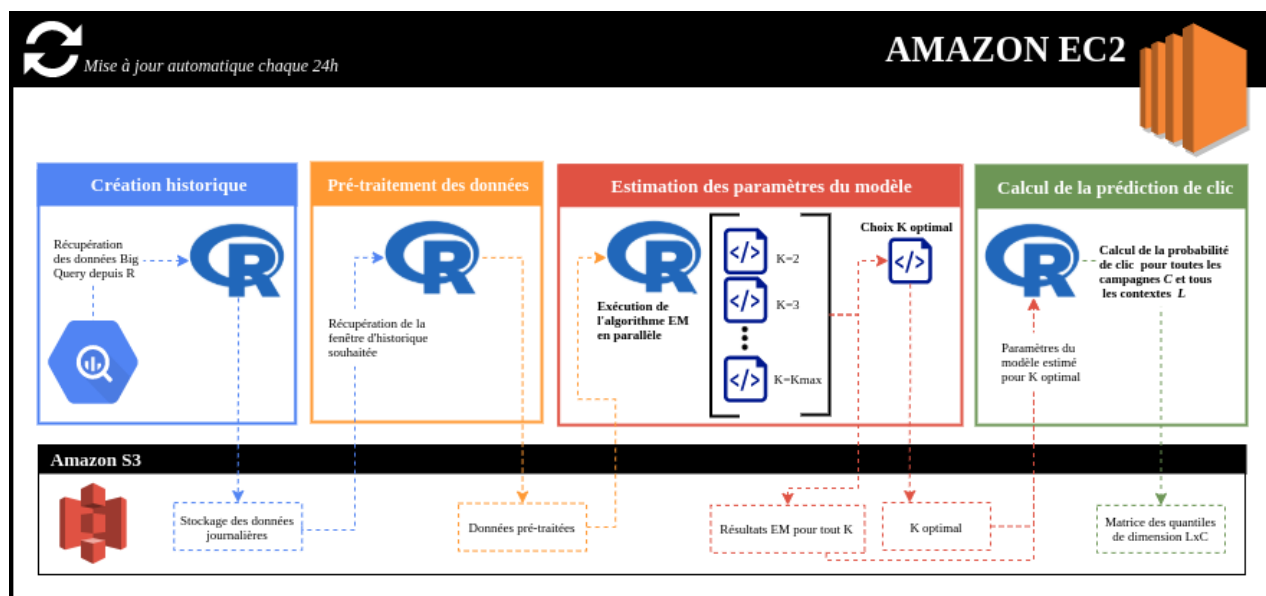 Mise à jour automatique chaque 24h
AMAZON EC2
Création historique
Récupération
des données Big
Query depuis R
R
Pré-traitement des données
R
Récupération de la
fenêtre d'historique
souhaitée
Estimation des paramètres du modèle
R
Exécution de
l'algorithme EM
en parallèle
</>
K=2
</>
K=3
</>
K=Kmax
Choix K optimal
</>
Calcul de la prédiction de clic
R
Calcul de la probabilité
de clic pour toutes les
campagnes C et tous
les contextes L
Paramètres du
modèle estimé
pour K optimal
Amazon S3
Stockage des données
journalières
Données pré-traitées
Résultats EM pour tout K
K optimal
Matrice des quantiles
de dimension LxC